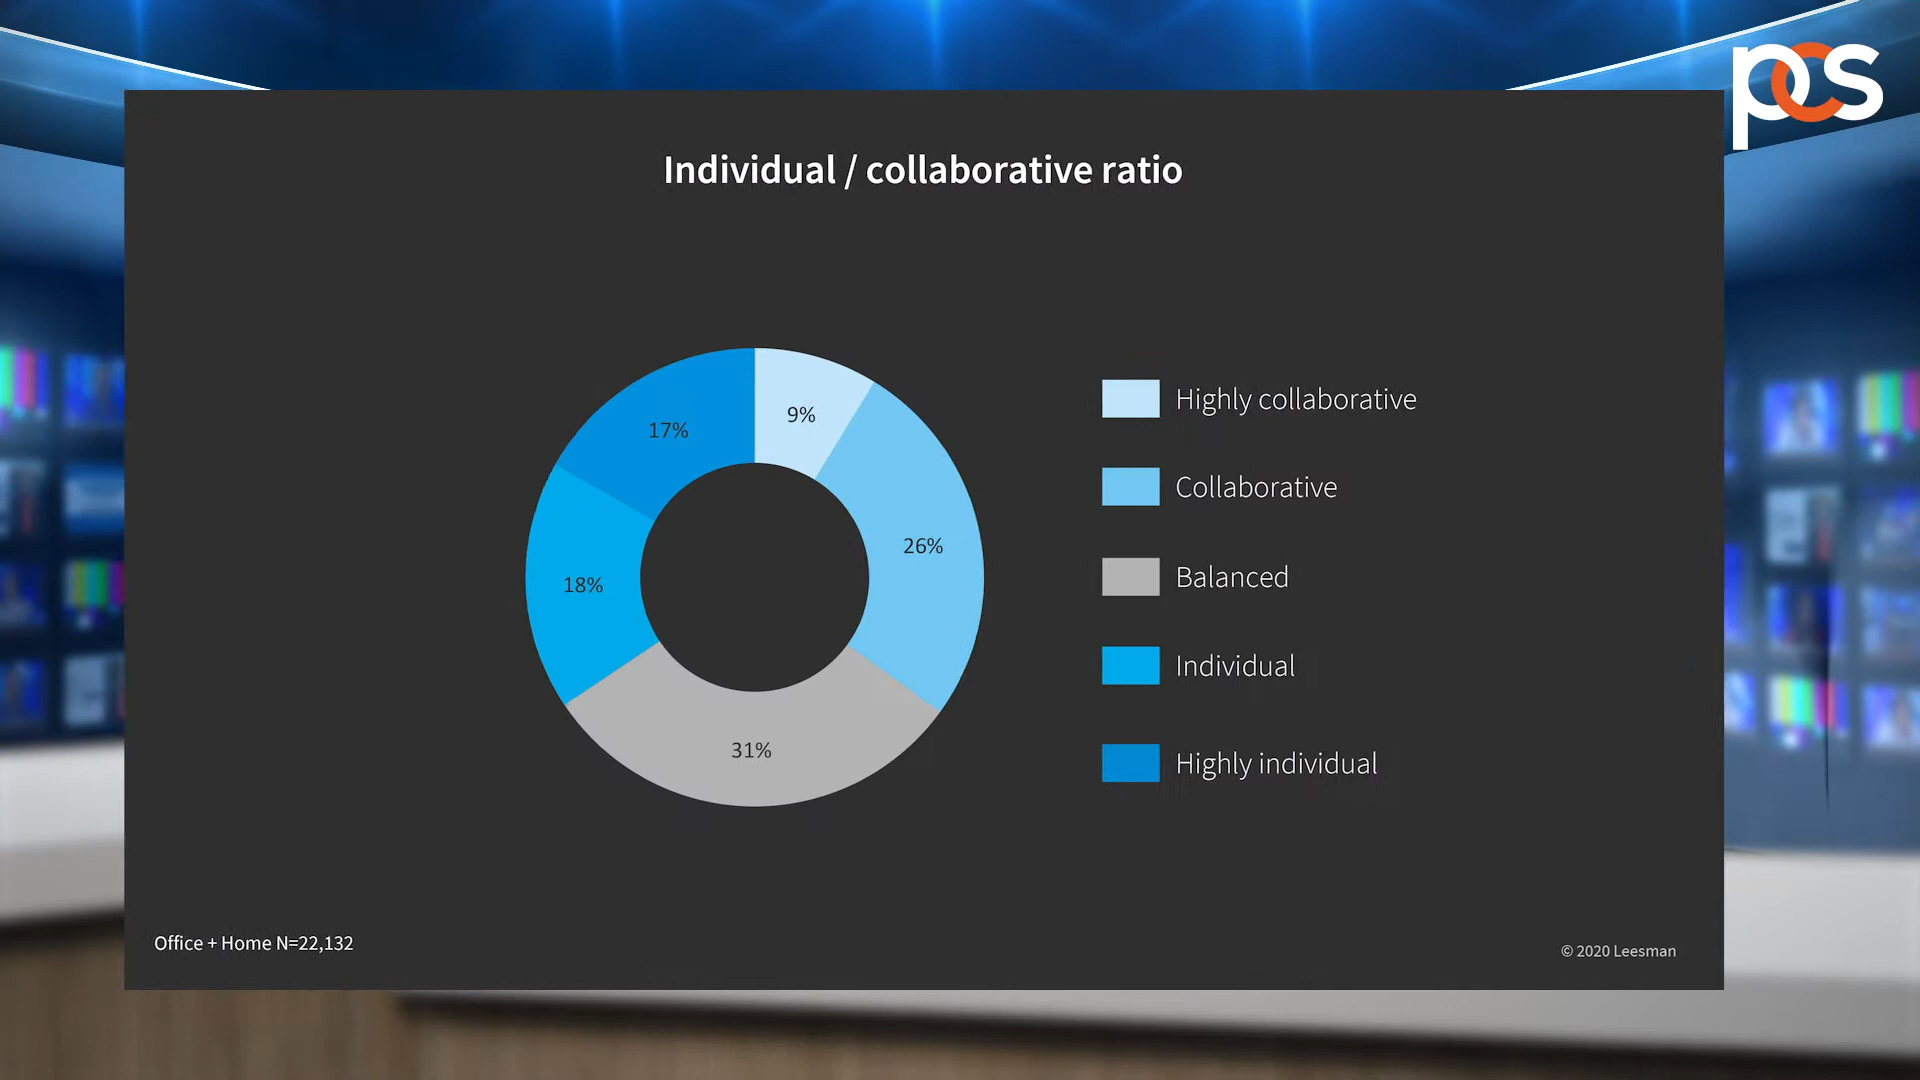 pcs
Individual / collaborative ratio
9%
17%
26%
18%
31%
Highly collaborative
Collaborative
Balanced
Individual
Highly individual
Office + Home N=22,132
© 2020 Leesman